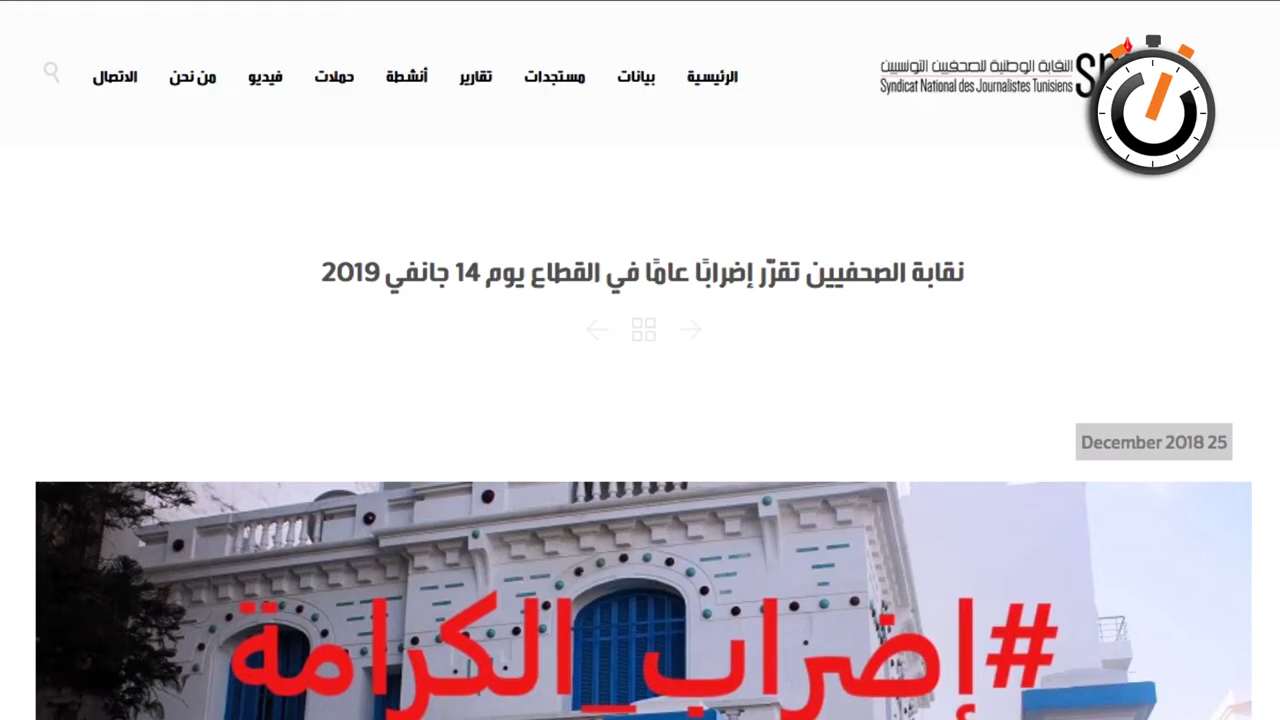 الرئيسية بيانات مستجدات تقارير أنشطة حملات فيديو من نحن الاتصال
النقابة الوطنية للصحفيين التونسيين
Syndicat National des Journalistes Tunisiens
نقابة الصحفيين تقرّر إضرابًا عامًا في القطاع يوم 14 جانفي 2019
25 December 2018
#إضراب_الكرامة